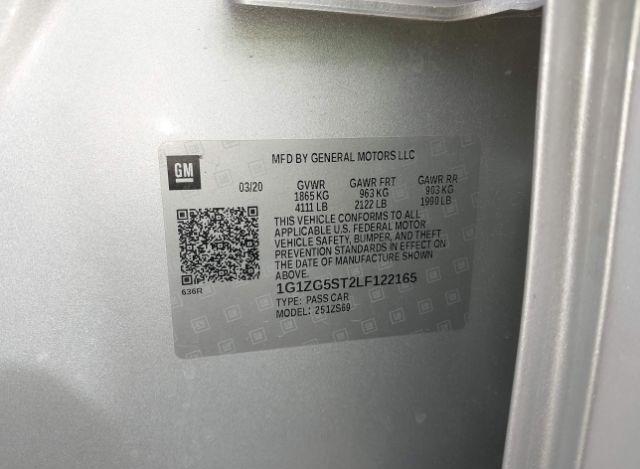 MFD BY GENERAL MOTORS LLC
GM
03/20 GVWR GAWR FRT GAWR RR
1865 KG 963 KG 903 KG
4111 LB 2122 LB 1990 LB
THIS VEHICLE CONFORMS TO ALL
APPLICABLE U.S. FEDERAL MOTOR
VEHICLE SAFETY, BUMPER, AND THEFT
PREVENTION STANDARDS IN EFFECT ON
THE DATE OF MANUFACTURE SHOWN
ABOVE.
636R
1G1ZG5ST2LF122165
TYPE: PASS CAR
MODEL: 251ZS69